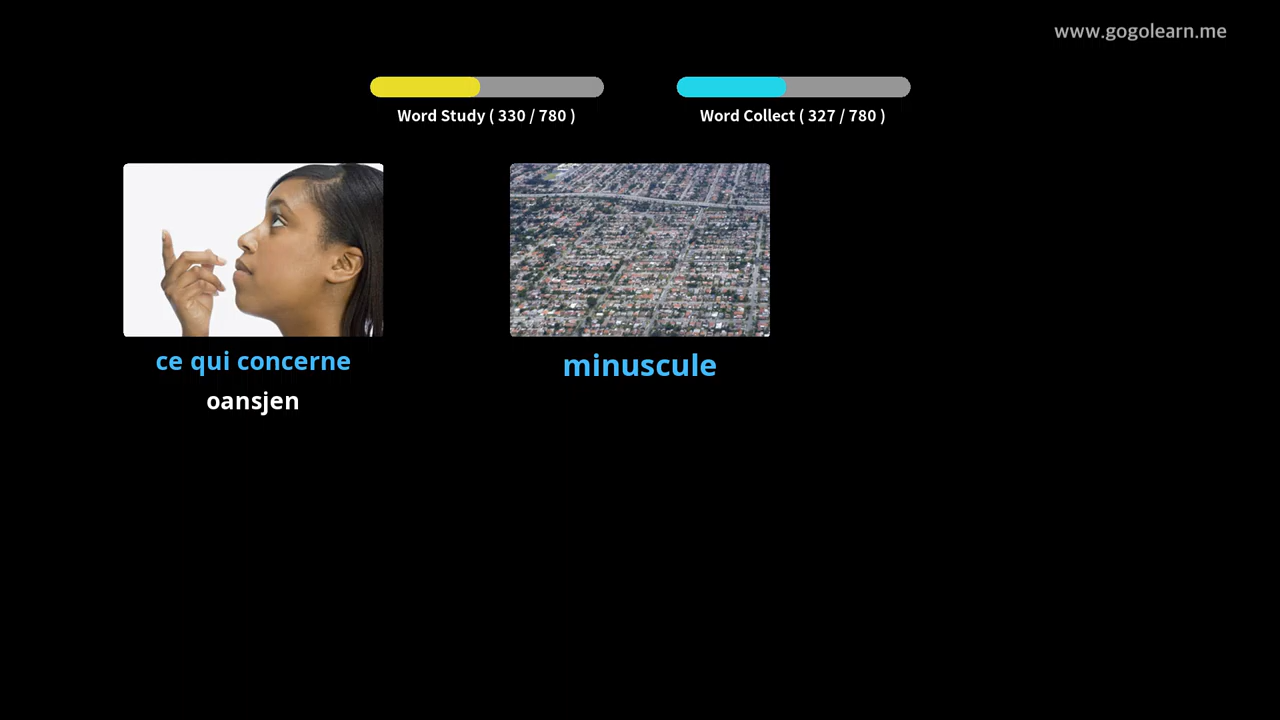 www.gogolearn.me
Word Study ( 330 / 780 )
Word Collect ( 327 / 780 )
ce qui concerne
oansjen
minuscule